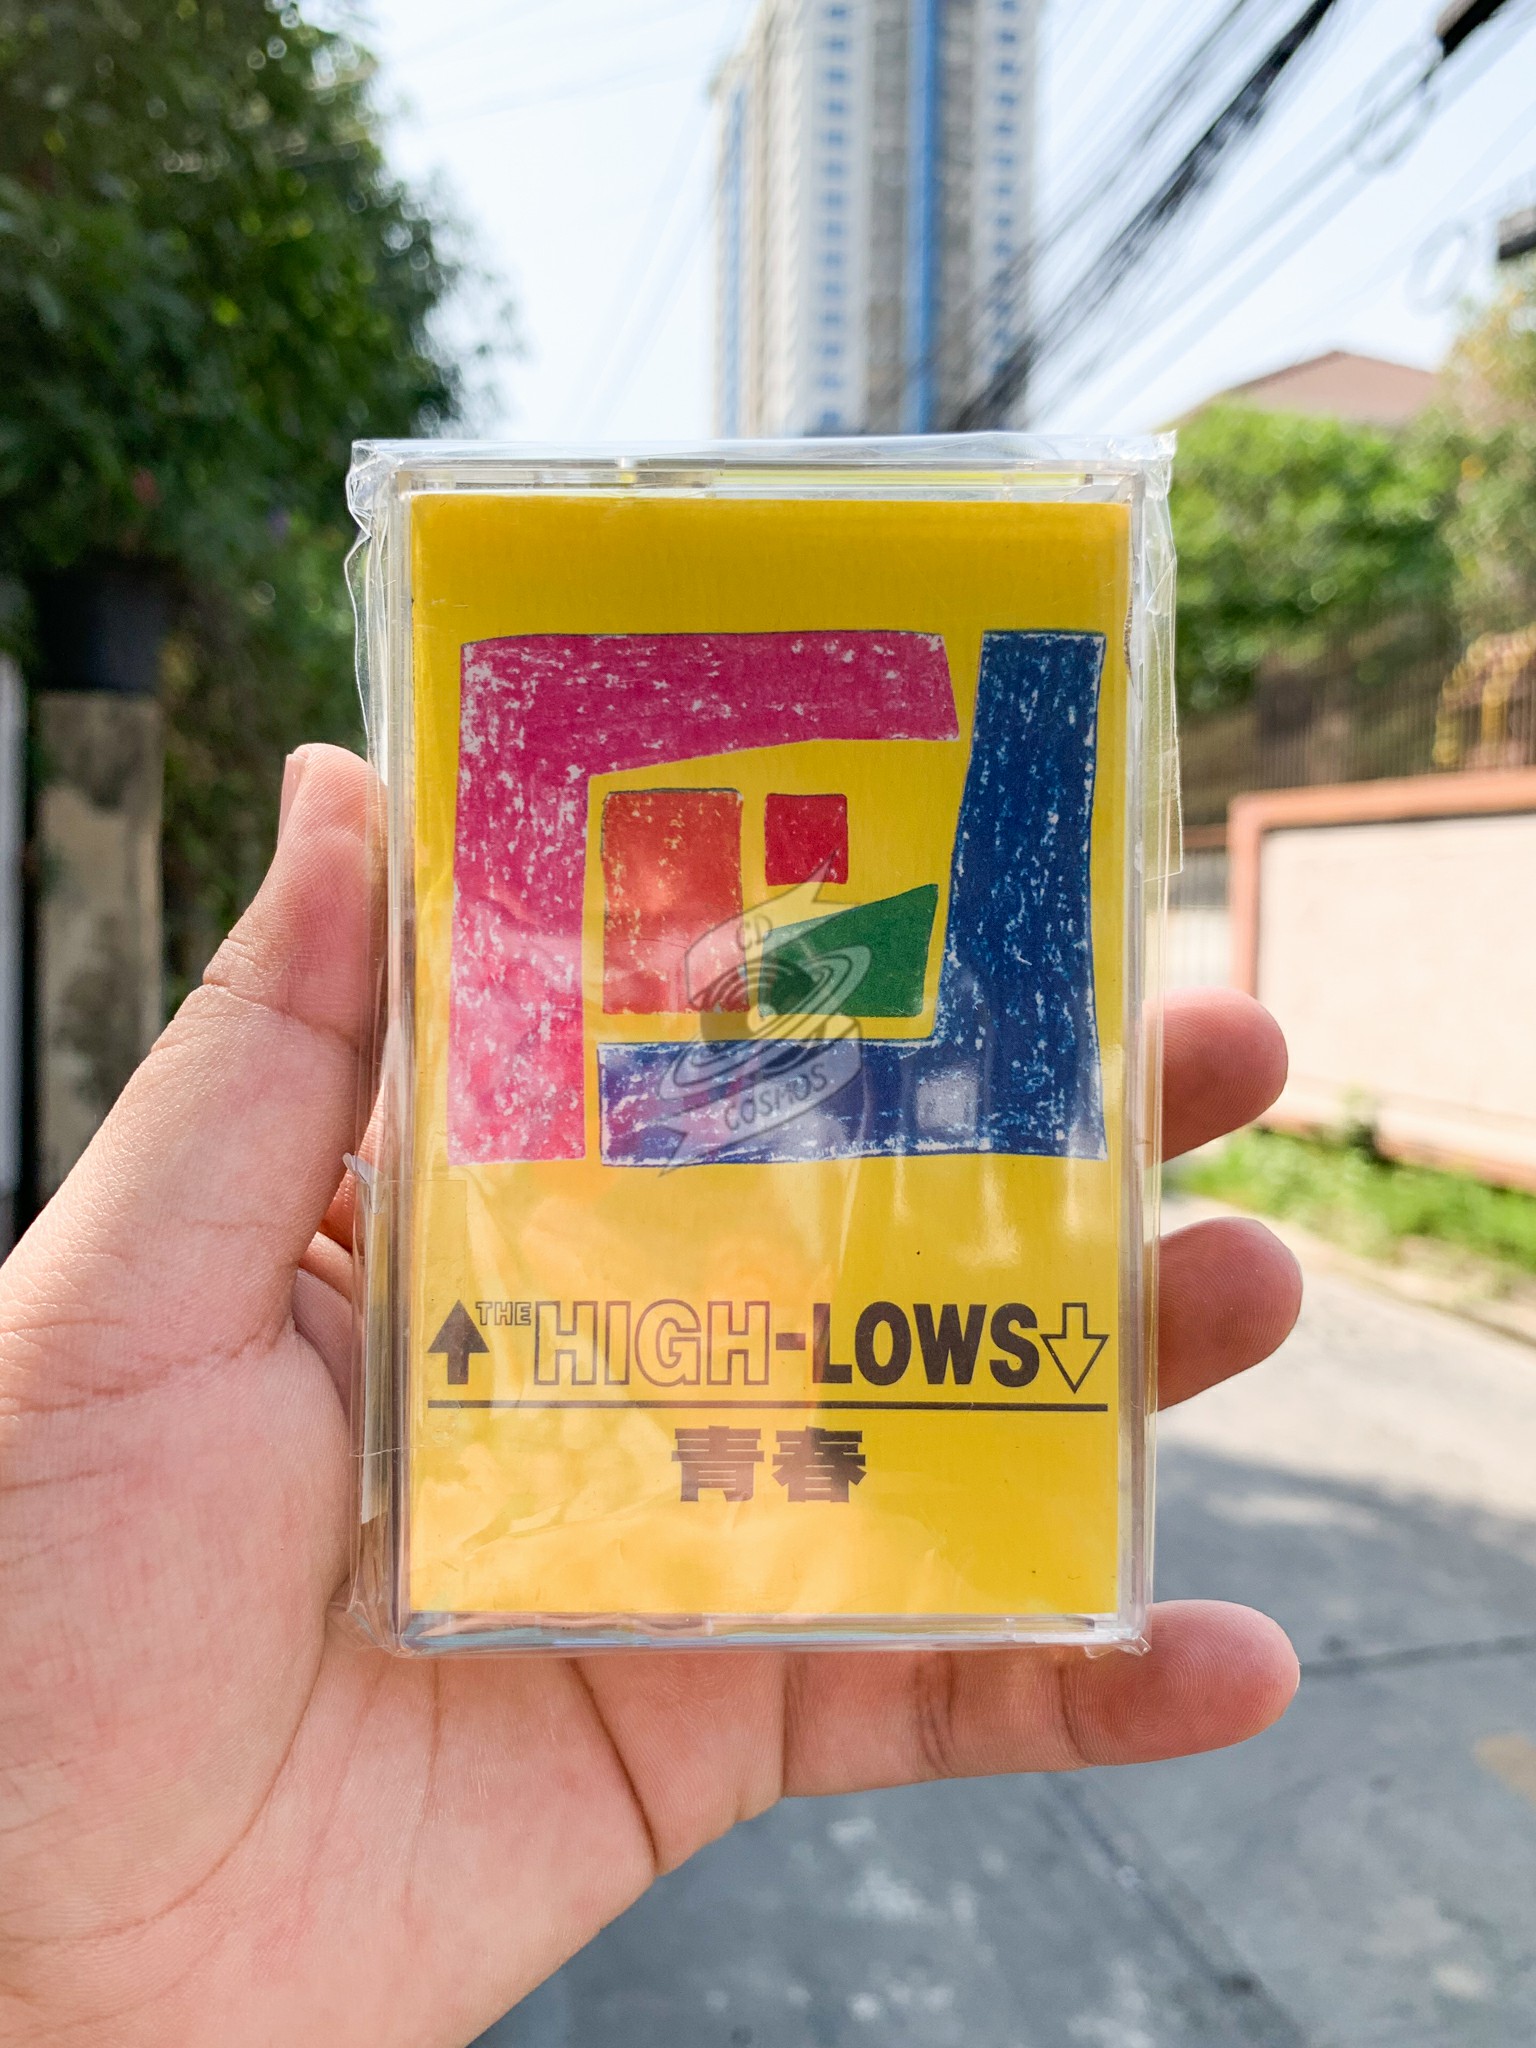 CD
COSMOS
THE HIGH-LOWS
青春